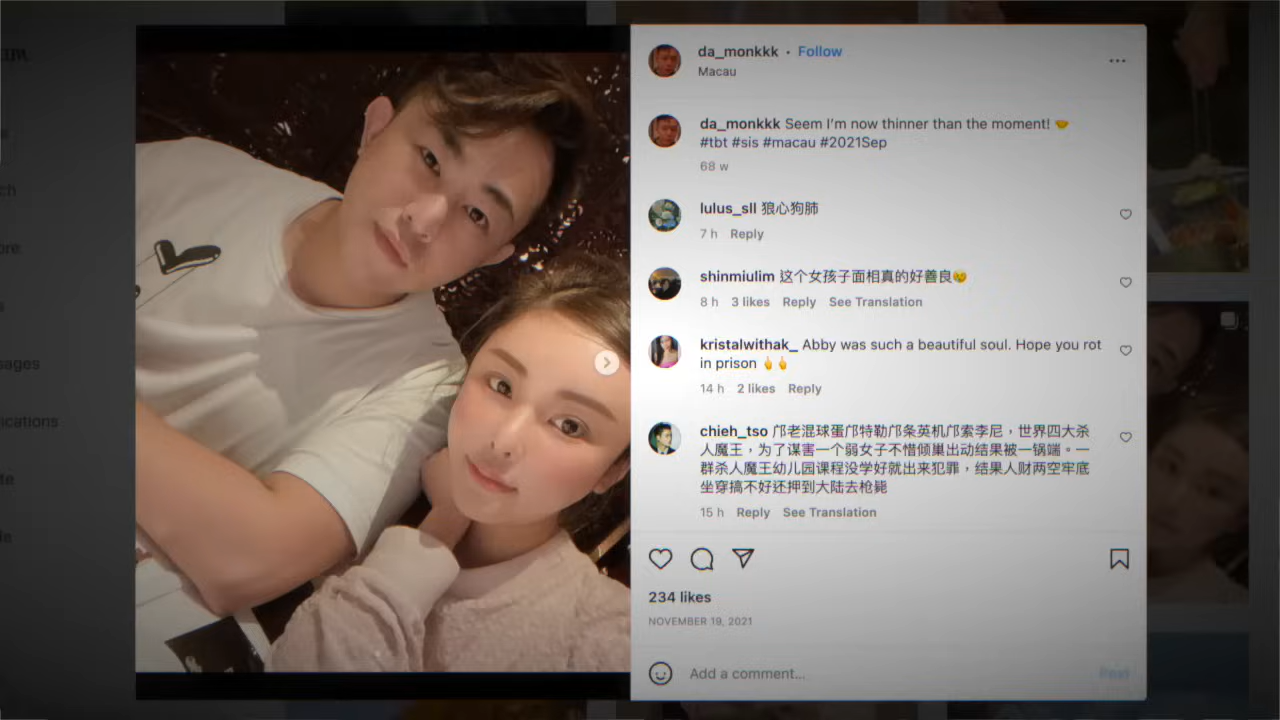 da_monkkk · Follow
Macau
da_monkkk Seem I'm now thinner than the moment! 🤝
#tbt #sis #macau #2021Sep
68 w
lulus_sll 狼心狗肺
7 h Reply
shinmiulim 这个女孩子面相真的好善良😢
8 h 3 likes Reply See Translation
kristalwithak_ Abby was such a beautiful soul. Hope you rot
in prison 🖕🖕
14 h 2 likes Reply
chieh_tso 邝老混球蛋邝特勒邝条英机邝索李尼，世界四大杀
人魔王，为了谋害一个弱女子不惜倾巢出动结果被一锅端。一
群杀人魔王幼儿园课程没学好就出来犯罪，结果人财两空牢底
坐穿搞不好还押到大陆去枪毙
15 h Reply See Translation
234 likes
NOVEMBER 19, 2021
Add a comment...
Post
ch
ore
sages
ications
te
le